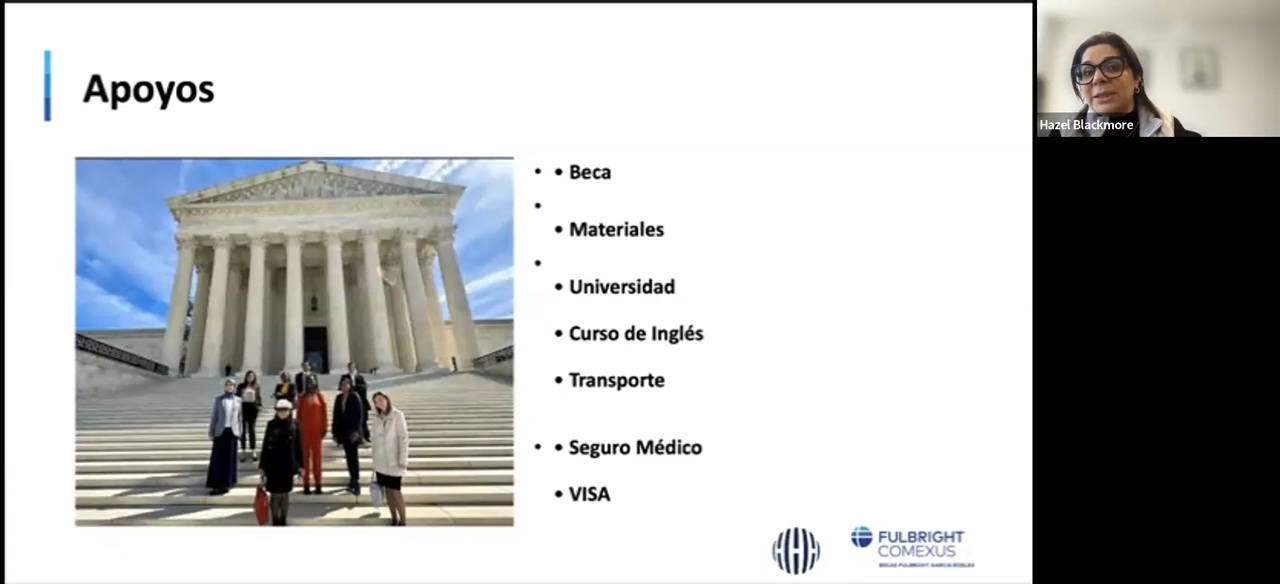 Apoyos
• • Beca
•
• Materiales
•
• Universidad
• Curso de Inglés
• Transporte
• • Seguro Médico
• VISA
FULBRIGHT
COMEXUS
BECAS FULBRIGHT-GARCÍA ROBLES
Hazel Blackmore